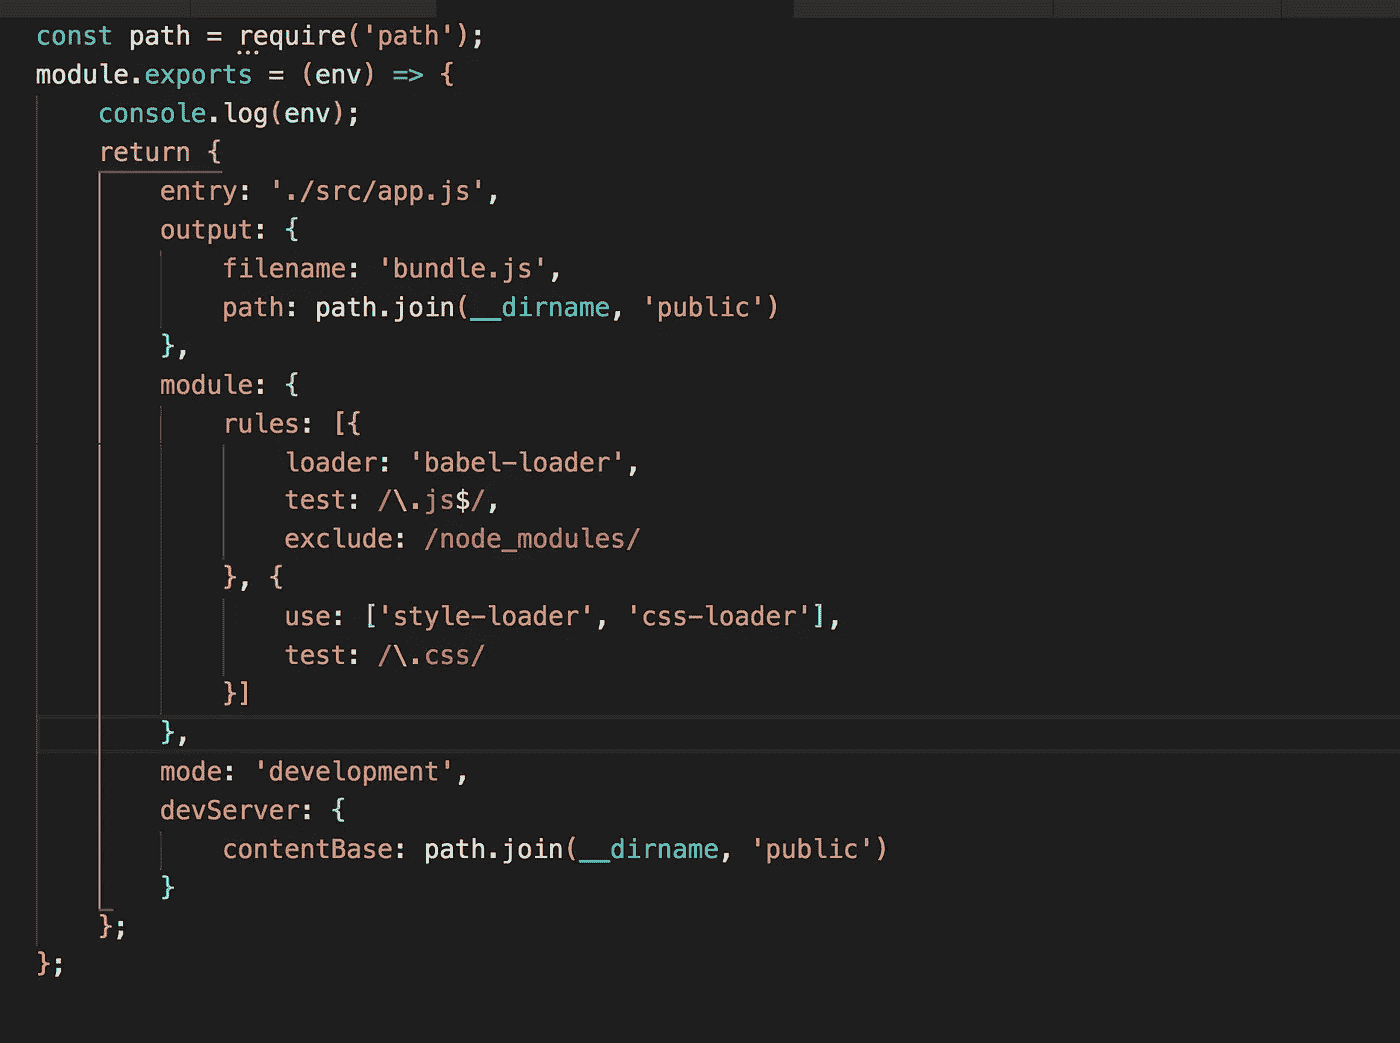 const path = require('path');
module.exports = (env) => {
    console.log(env);
    return {
        entry: './src/app.js',
        output: {
            filename: 'bundle.js',
            path: path.join(__dirname, 'public')
        },
        module: {
            rules: [{
                loader: 'babel-loader',
                test: /\.js$/,
                exclude: /node_modules/
            }, {
                use: ['style-loader', 'css-loader'],
                test: /\.css/
            }]
        },
        mode: 'development',
        devServer: {
            contentBase: path.join(__dirname, 'public')
        }
    };
};